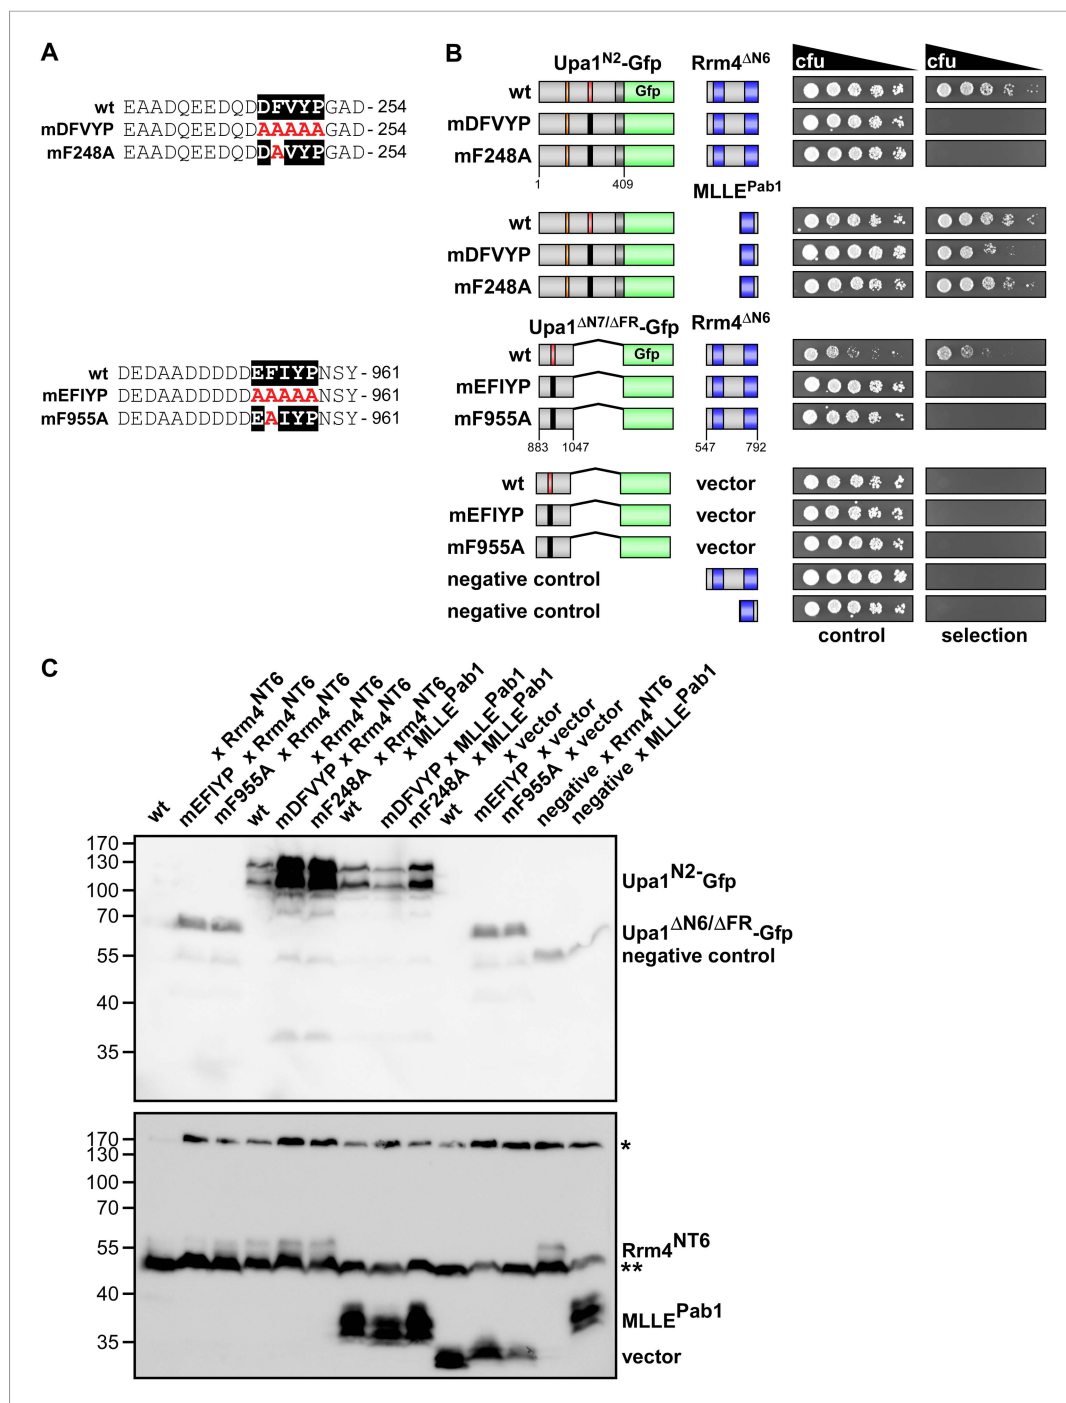 A
wt EAADQEEDQDDFVYPGAD-254
mDFVYP EAADQEEDQDAAAAAGAD-254
mF248A EAADQEEDQDDAVYPGAD-254
wt DEDAADDDDDEFIYPNSY-961
mEFIYP DEDAADDDDDAAAAANSY-961
mF955A DEDAADDDDDEAIYPNSY-961
B
Upa1N2-Gfp Rrm4ΔN6 cfu cfu
wt Gfp
mDFVYP
mF248A
1 409
MLLEPab1
wt
mDFVYP
mF248A
Upa1ΔN7/ΔFR-Gfp Rrm4ΔN6
wt Gfp
mEFIYP
mF955A
883 1047 547 792
wt vector
mEFIYP vector
mF955A vector
negative control
negative control
control selection
C
wt x Rrm4NT6
mEFIYP x Rrm4NT6
mF955A x Rrm4NT6
wt x Rrm4NT6
mDFVYP x Rrm4NT6
mF248A x Rrm4NT6
wt x MLLEPab1
mDFVYP x MLLEPab1
mF248A x MLLEPab1
wt x vector
mEFIYP x vector
mF955A x vector
negative x Rrm4NT6
negative x MLLEPab1
170
130
100
70
55
40
35
Upa1N2-Gfp
Upa1ΔN6/ΔFR-Gfp
negative control
170
130
100
70
55
40
35
*
Rrm4NT6
**
MLLEPab1
vector